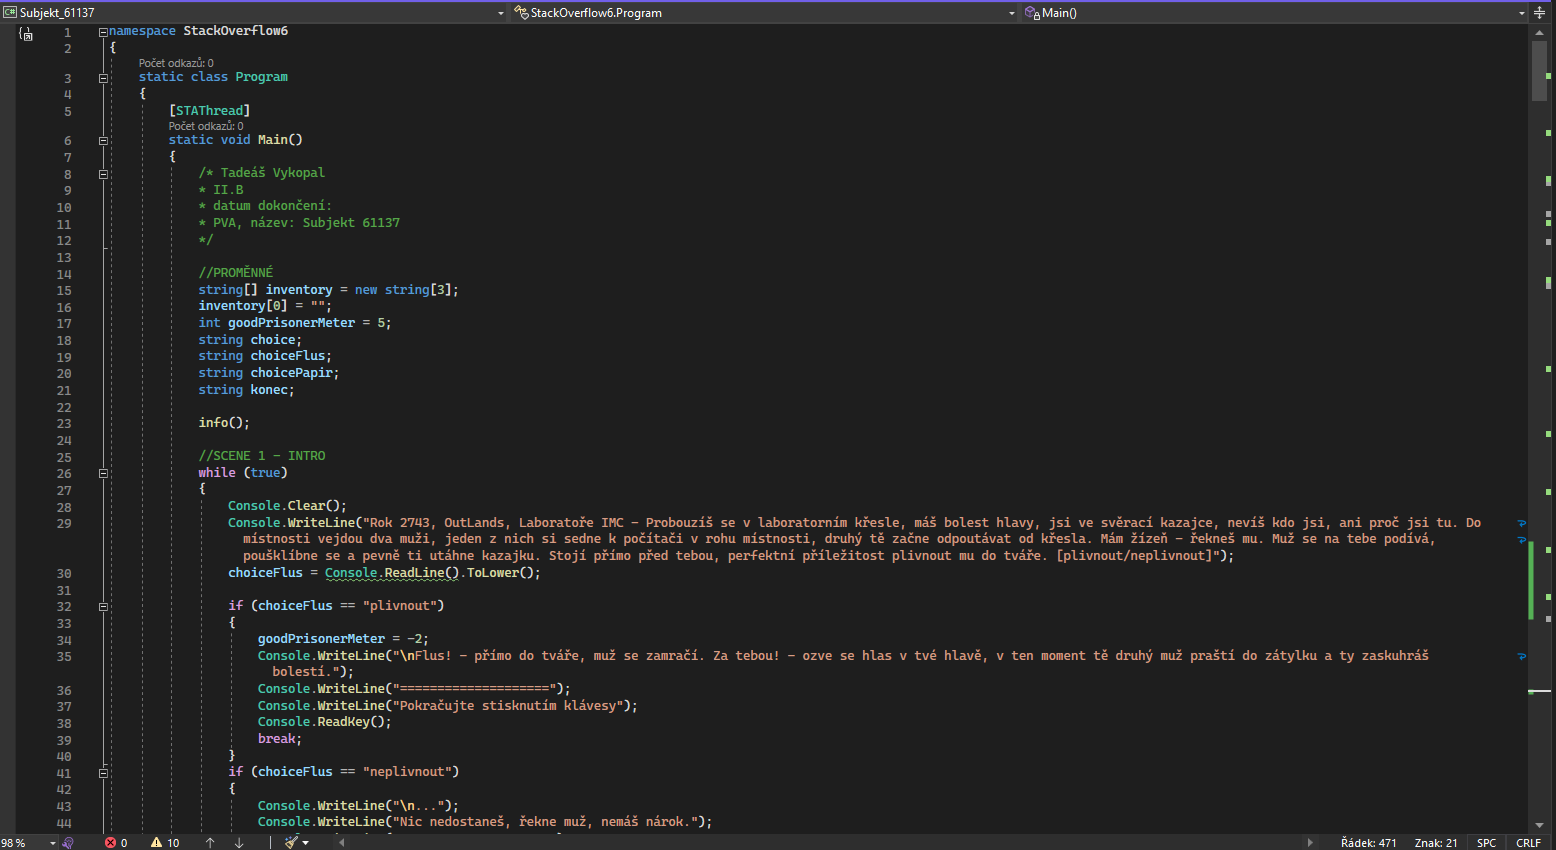 C# Subjekt_61137 StackOverflow6.Program Main()
1 namespace StackOverflow6
2 {
Počet odkazů: 0
3 static class Program
4 {
5 [STAThread]
Počet odkazů: 0
6 static void Main()
7 {
8 /* Tadeáš Vykopal
9 * II.B
10 * datum dokončení:
11 * PVA, název: Subjekt 61137
12 */
13
14 //PROMĚNNÉ
15 string[] inventory = new string[3];
16 inventory[0] = "";
17 int goodPrisonerMeter = 5;
18 string choice;
19 string choiceFlus;
20 string choicePapir;
21 string konec;
22
23 info();
24
25 //SCENE 1 - INTRO
26 while (true)
27 {
28 Console.Clear();
29 Console.WriteLine("Rok 2743, OutLands, Laboratoře IMC - Probouzíš se v laboratorním křesle, máš bolest hlavy, jsi ve svěrací kazajce, nevíš kdo jsi, ani proč jsi tu. Do
místnosti vejdou dva muži, jeden z nich si sedne k počítači v rohu místnosti, druhý tě začne odpoutávat od křesla. Mám žízeň - řekneš mu. Muž se na tebe podívá,
poušklíbne se a pevně ti utáhne kazajku. Stojí přímo před tebou, perfektní příležitost plivnout mu do tváře. [plivnout/neplivnout]");
30 choiceFlus = Console.ReadLine().ToLower();
31
32 if (choiceFlus == "plivnout")
33 {
34 goodPrisonerMeter = -2;
35 Console.WriteLine("\nFlus! - přímo do tváře, muž se zamračí. Za tebou! - ozve se hlas v tvé hlavě, v ten moment tě druhý muž praští do zátylku a ty zaskuhráš
bolestí.");
36 Console.WriteLine("====================");
37 Console.WriteLine("Pokračujte stisknutím klávesy");
38 Console.ReadKey();
39 break;
40 }
41 if (choiceFlus == "neplivnout")
42 {
43 Console.WriteLine("\n...");
44 Console.WriteLine("Nic nedostaneš, řekne muž, nemáš nárok.");
98 % 0 10 Řádek: 471 Znak: 21 SPC CRLF